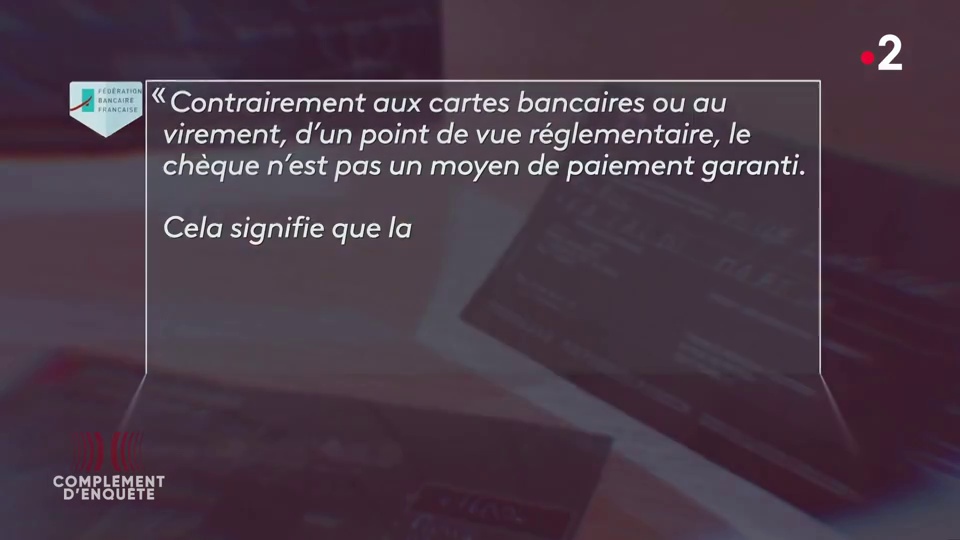 2
FÉDÉRATION
BANCAIRE
FRANÇAISE
« Contrairement aux cartes bancaires ou au
virement, d’un point de vue réglementaire, le
chèque n’est pas un moyen de paiement garanti.
Cela signifie que la
COMPLÉMENT
D’ENQUÊTE